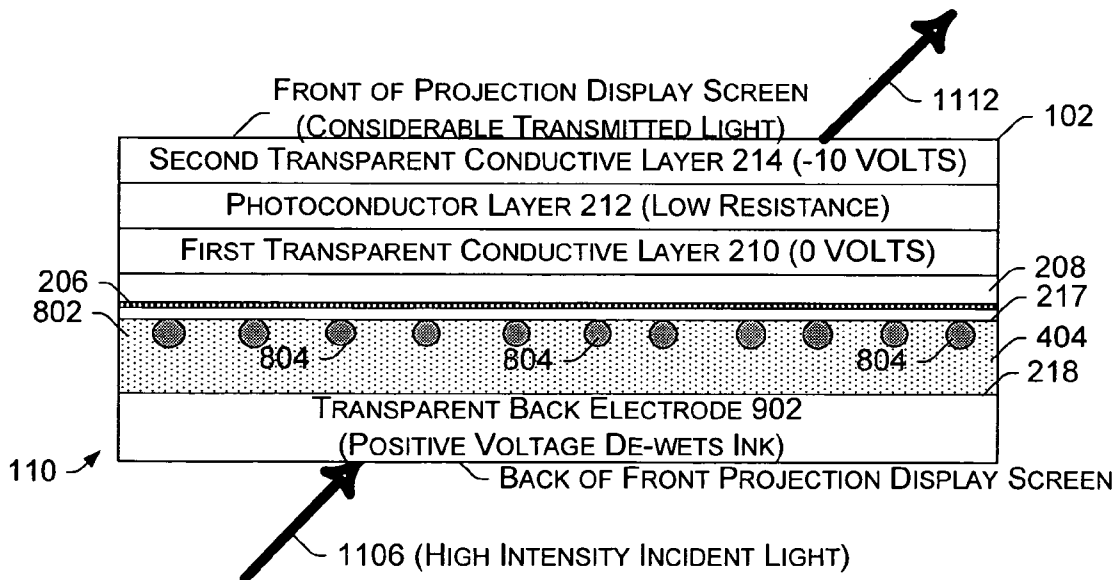 1112
102
FRONT OF PROJECTION DISPLAY SCREEN
(CONSIDERABLE TRANSMITTED LIGHT)
SECOND TRANSPARENT CONDUCTIVE LAYER 214 (-10 VOLTS)
PHOTOCONDUCTOR LAYER 212 (LOW RESISTANCE)
FIRST TRANSPARENT CONDUCTIVE LAYER 210 (0 VOLTS)
206
208
802
217
804
804
804
404
218
TRANSPARENT BACK ELECTRODE 902
(POSITIVE VOLTAGE DE-WETS INK)
110
BACK OF FRONT PROJECTION DISPLAY SCREEN
1106 (HIGH INTENSITY INCIDENT LIGHT)